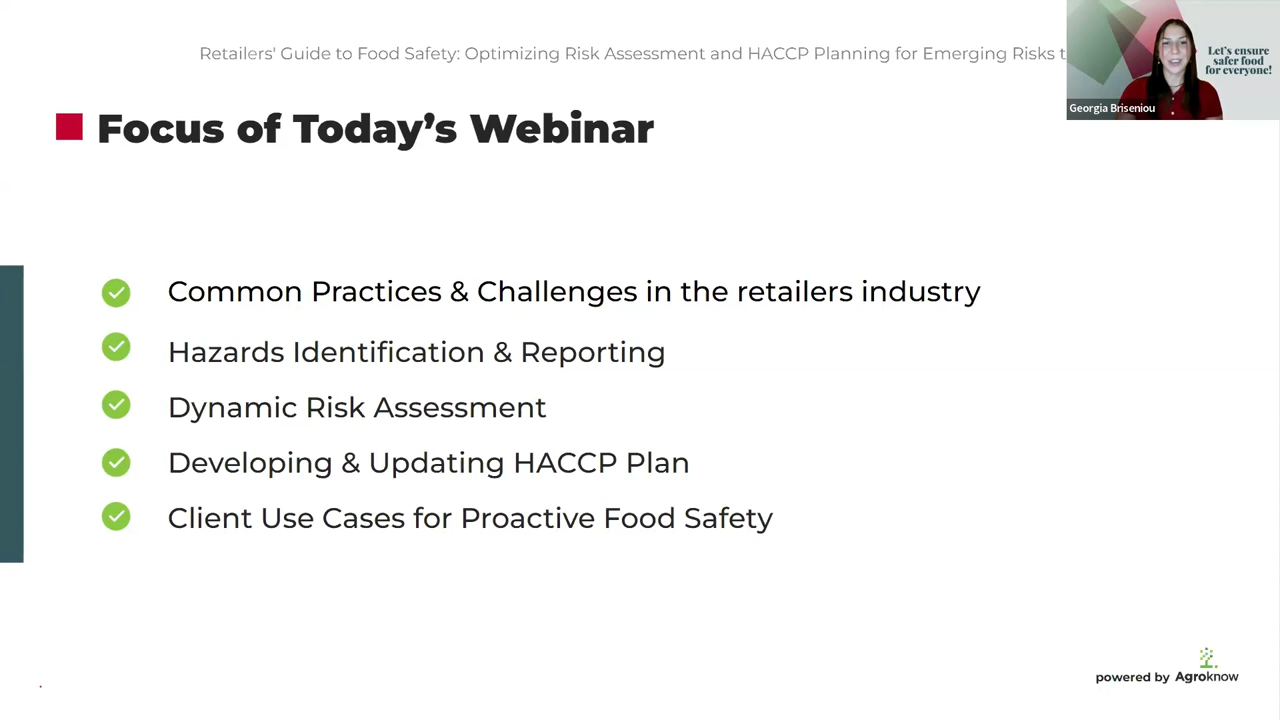 Retailers' Guide to Food Safety: Optimizing Risk Assessment and HACCP Planning for Emerging Risks
Let's ensure
safer food
for everyone!
Georgia Briseniou
Focus of Today's Webinar
Common Practices & Challenges in the retailers industry
Hazards Identification & Reporting
Dynamic Risk Assessment
Developing & Updating HACCP Plan
Client Use Cases for Proactive Food Safety
powered by Agroknow